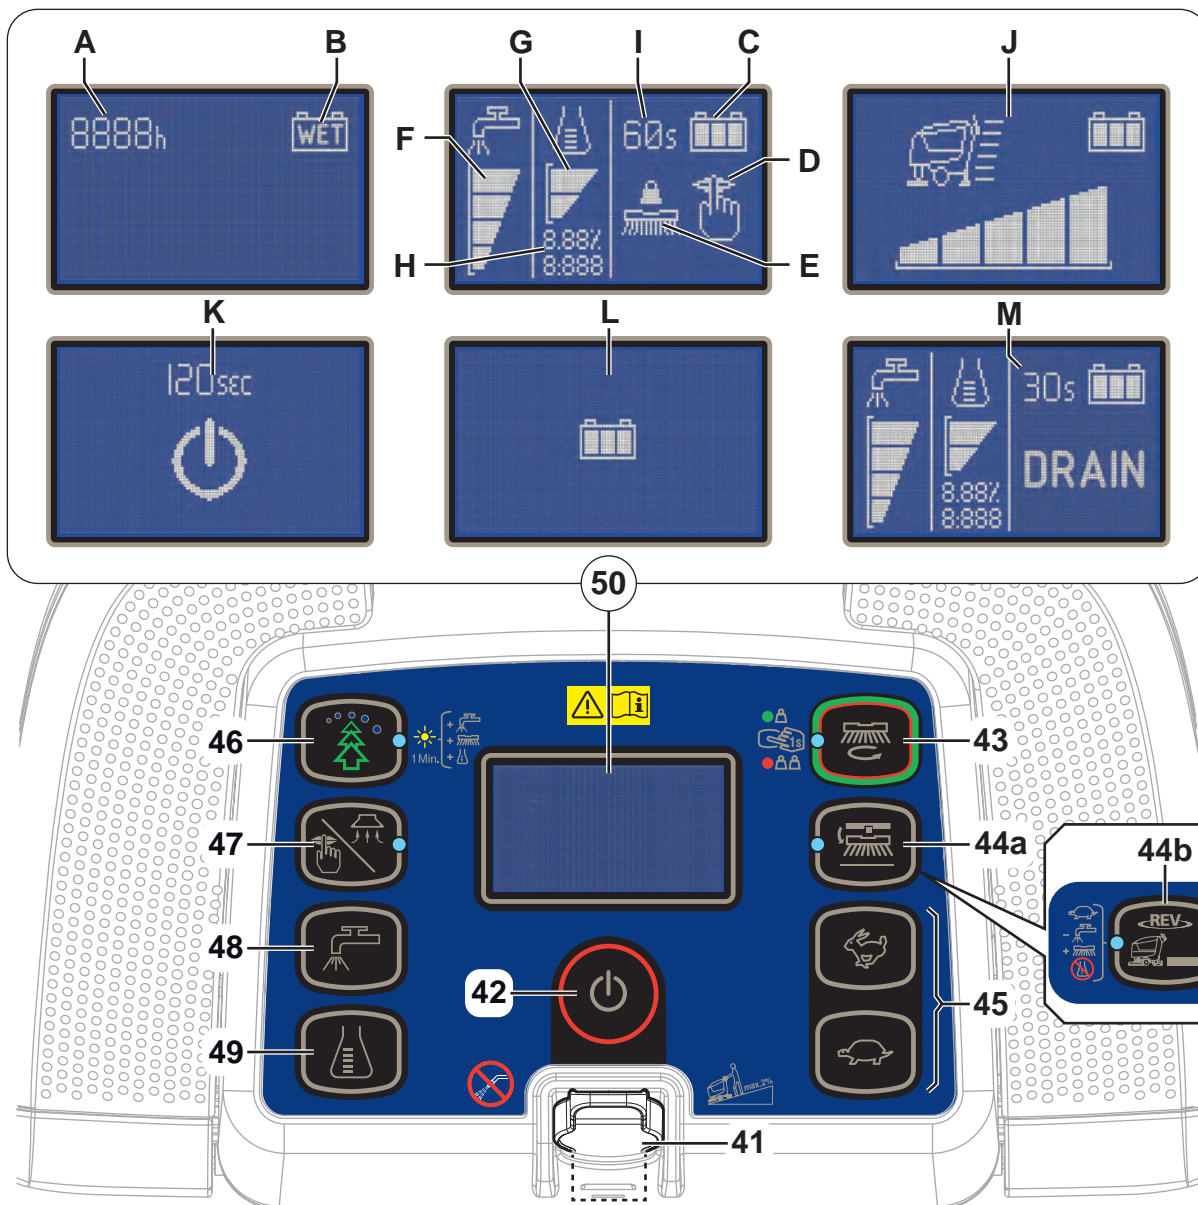 A
B
G
I
C
J
8888h
WET
F
60s
D
H
8.88%
8:888
E
K
L
M
120SEC
30s
DRAIN
8.88%
8:888
50
46
1 Min.
+
+
+
i
1s
43
47
44a
44b
REV
-
+
48
42
45
49
max.2%
41